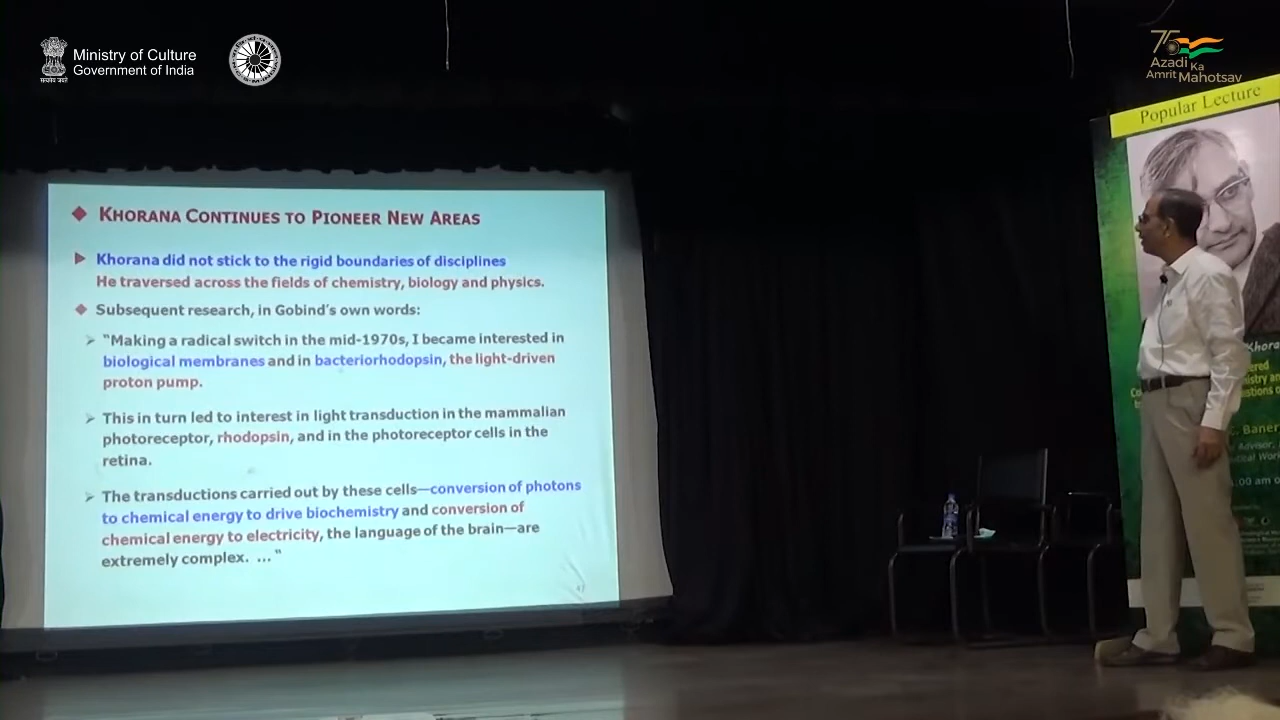 Ministry of Culture
Government of India
सत्यमेव जयते
75
Azadi
Ka
Amrit Mahotsav
Popular Lecture
KHORANA CONTINUES TO PIONEER NEW AREAS
Khorana did not stick to the rigid boundaries of disciplines
He traversed across the fields of chemistry, biology and physics.
Subsequent research, in Gobind's own words:
"Making a radical switch in the mid-1970s, I became interested in
biological membranes and in bacteriorhodopsin, the light-driven
proton pump.
This in turn led to interest in light transduction in the mammalian
photoreceptor, rhodopsin, and in the photoreceptor cells in the
retina.
The transductions carried out by these cells—conversion of photons
to chemical energy to drive biochemistry and conversion of
chemical energy to electricity, the language of the brain—are
extremely complex. ..."